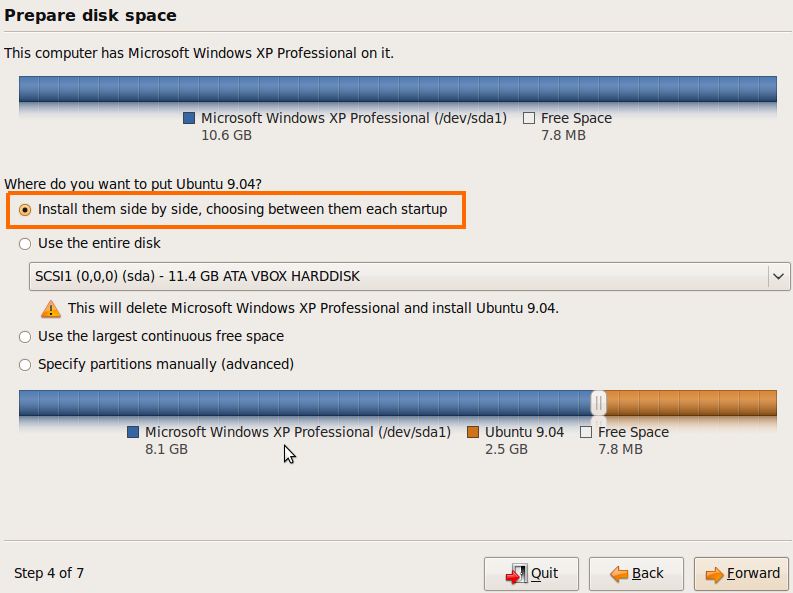 Prepare disk space
This computer has Microsoft Windows XP Professional on it.
Microsoft Windows XP Professional (/dev/sda1) Free Space
10.6 GB 7.8 MB
Where do you want to put Ubuntu 9.04?
Install them side by side, choosing between them each startup
Use the entire disk
SCSI1 (0,0,0) (sda) - 11.4 GB ATA VBOX HARDDISK
This will delete Microsoft Windows XP Professional and install Ubuntu 9.04.
Use the largest continuous free space
Specify partitions manually (advanced)
Microsoft Windows XP Professional (/dev/sda1) Ubuntu 9.04 Free Space
8.1 GB 2.5 GB 7.8 MB
Step 4 of 7 Quit Back Forward